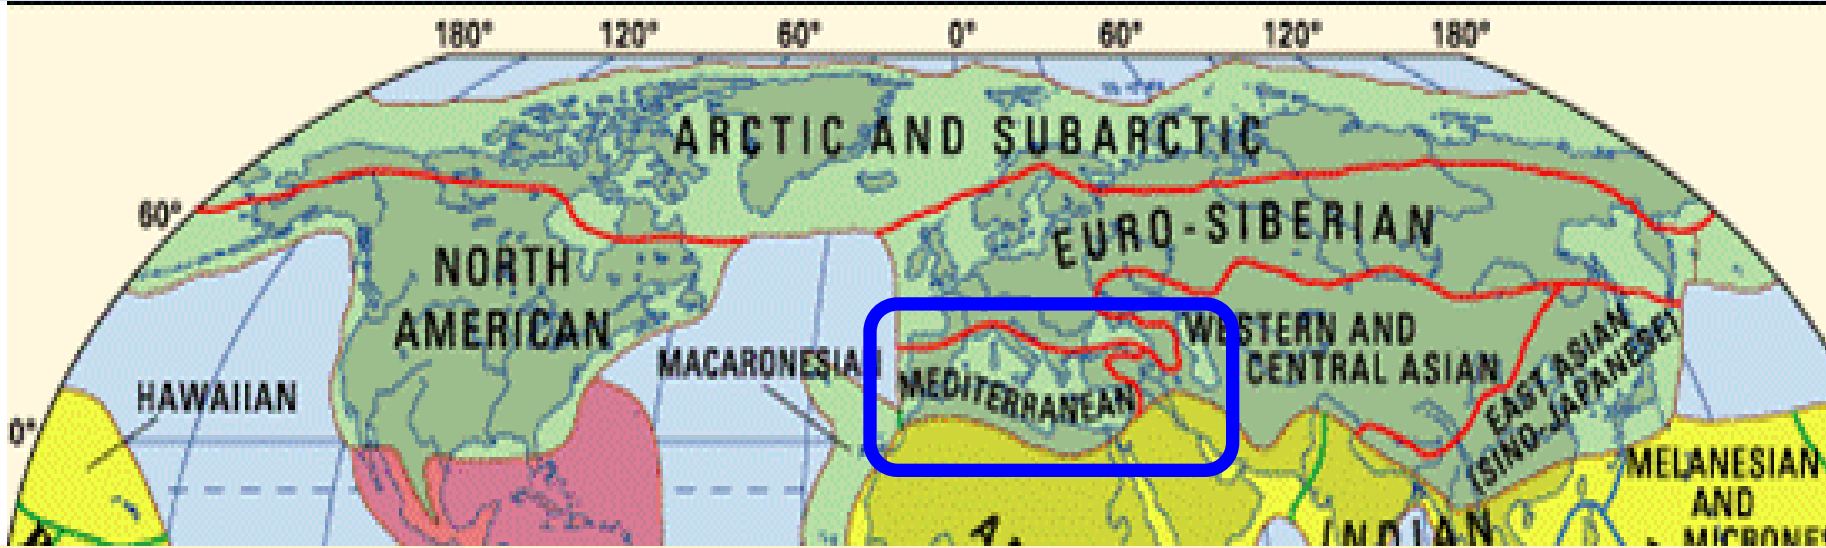 180° 120° 60° 0° 60° 120° 180°
ARCTIC AND SUBARCTIC
60°
EURO-SIBERIAN
NORTH
AMERICAN
WESTERN AND
CENTRAL ASIAN
MACARONESIAN
MEDITERRANEAN
EAST ASIAN
(SINO-JAPANESE)
HAWAIIAN
0°
MELANESIAN
AND
INDIAN